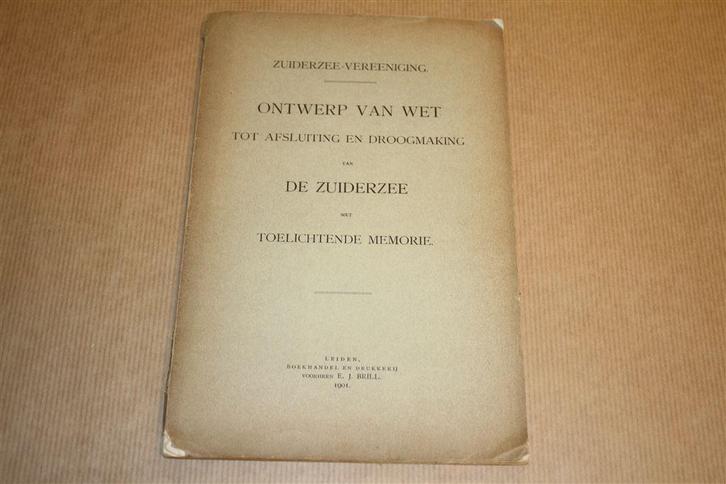 ZUIDERZEE-VEREENIGING.
ONTWERP VAN WET
TOT AFSLUITING EN DROOGMAKING
VAN
DE ZUIDERZEE
MET
TOELICHTENDE MEMORIE.
LEIDEN,
BOEKHANDEL EN DRUKKERIJ
VOORHEEN E. J. BRILL.
1901.